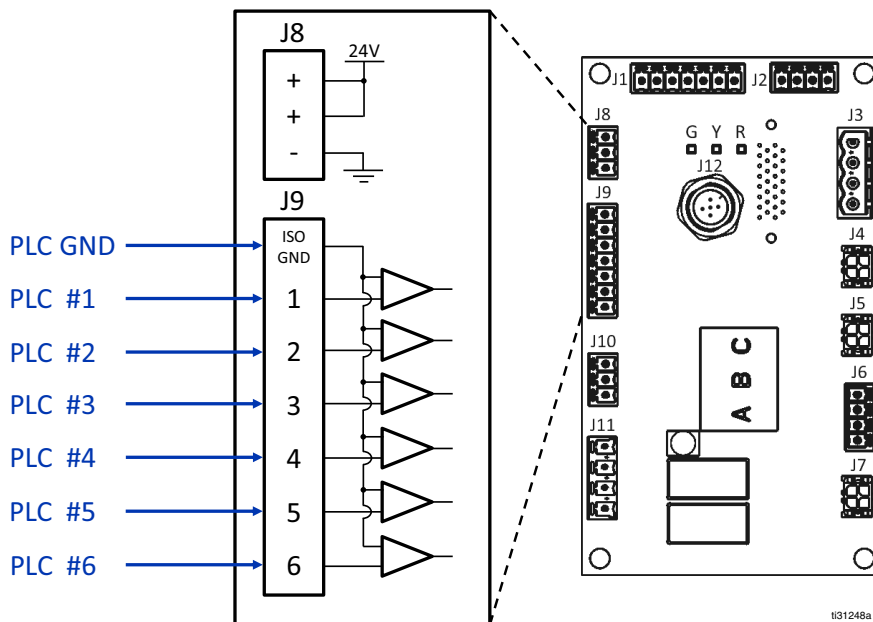 J8
24V
+
+
-
J9
PLC GND
ISO
GND
PLC #1
1
PLC #2
2
PLC #3
3
PLC #4
4
PLC #5
5
PLC #6
6
J1
J2
J8
G Y R
J3
J12
J9
J4
J5
J10
A B C
J6
J11
J7
ti31248a